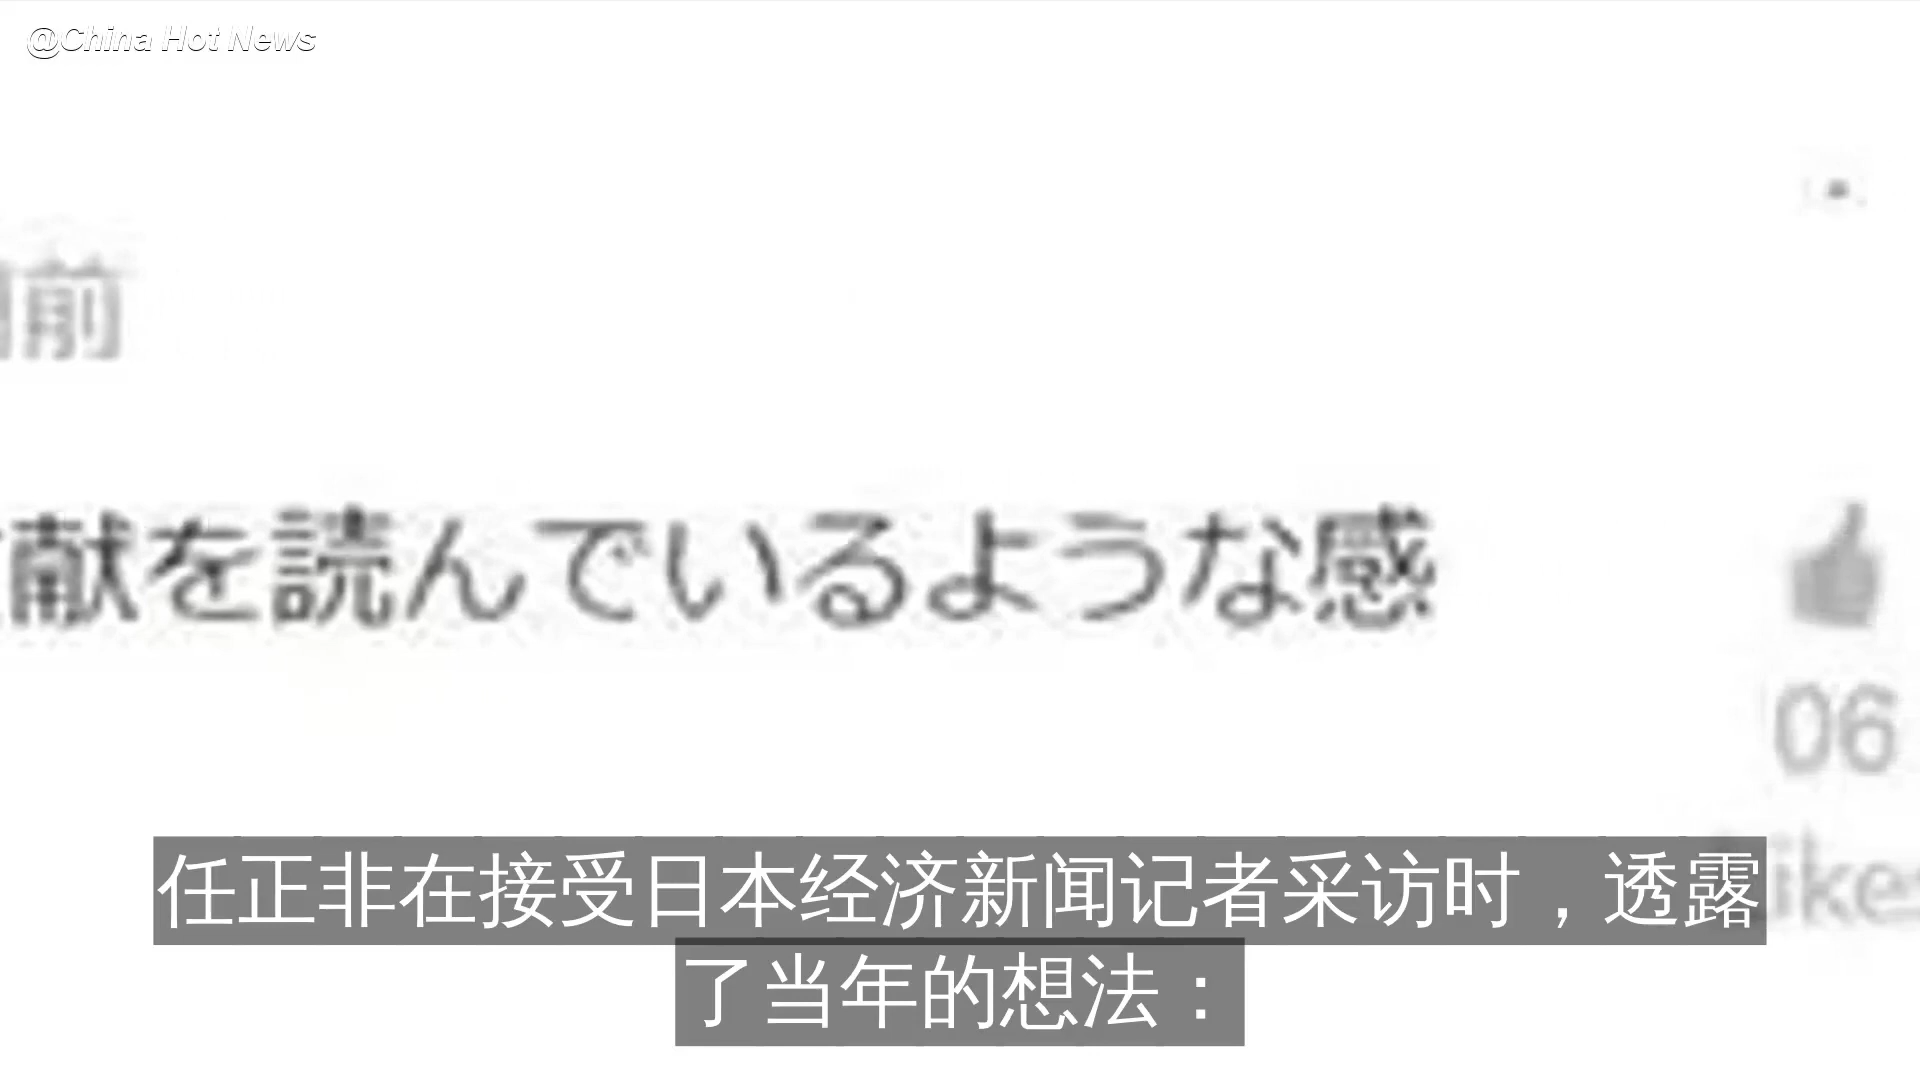 @China Hot News
前
献を読んでいるような感
06
ikes
任正非在接受日本经济新闻记者采访时，透露
了当年的想法：